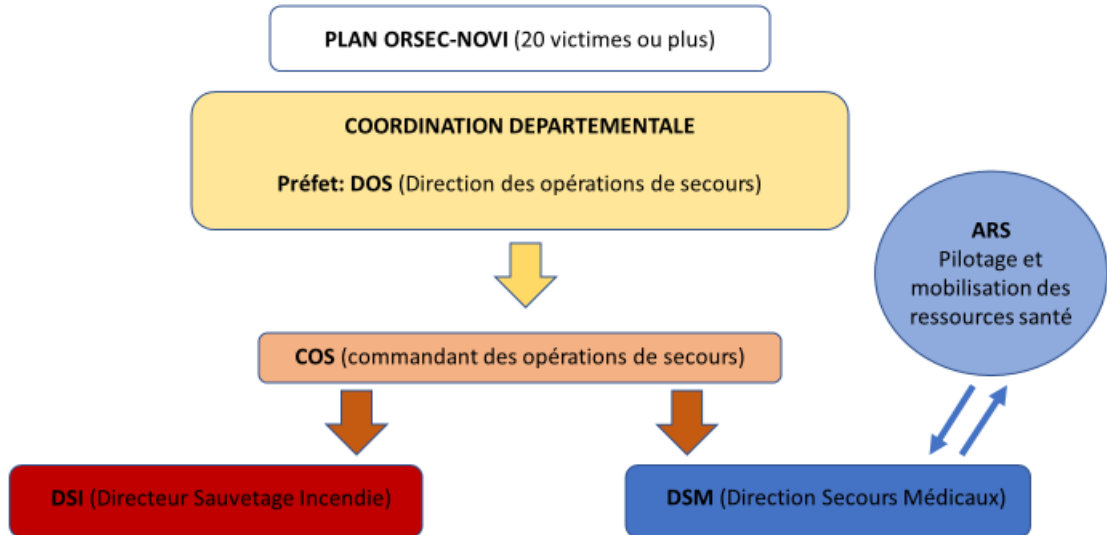 PLAN ORSEC-NOVI (20 victimes ou plus)
COORDINATION DEPARTEMENTALE
Préfet: DOS (Direction des opérations de secours)
ARS
Pilotage et
mobilisation des
ressources santé
COS (commandant des opérations de secours)
DSI (Directeur Sauvetage Incendie)
DSM (Direction Secours Médicaux)